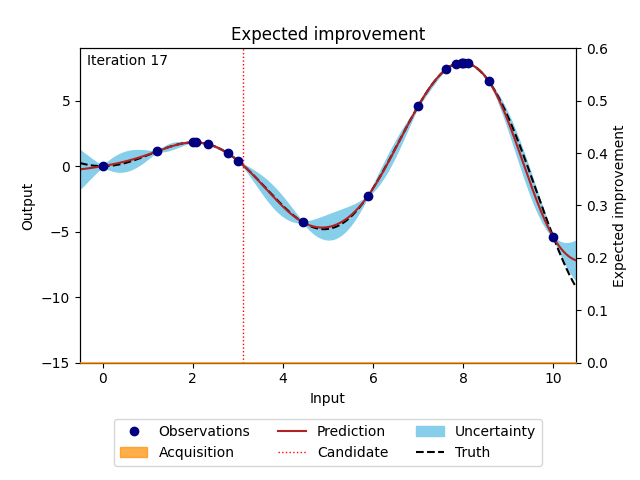 Expected improvement
Iteration 17
5
0
−5
−10
−15
Output
0.6
0.5
0.4
0.3
0.2
0.1
0.0
Expected improvement
0 2 4 6 8 10
Input
Observations Prediction Uncertainty
Acquisition Candidate Truth